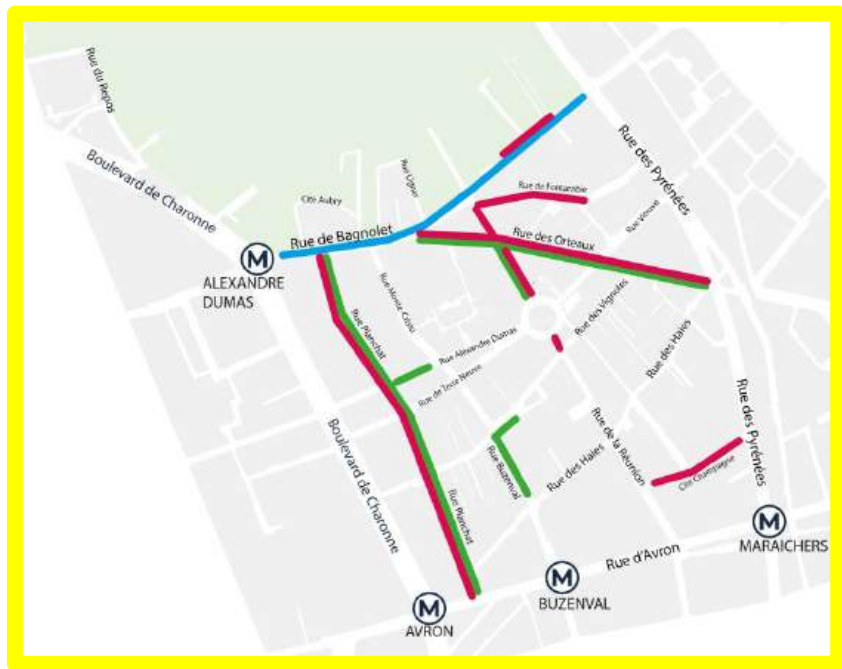 Rue du Repos
Boulevard de Charonne
Rue des Pyrénées
Cité Aubry
Rue Ligner
Rue de Fontarabie
Rue Vitruve
Rue de Bagnolet
Rue des Orteaux
M
ALEXANDRE
DUMAS
Rue Monte Cristo
Rue Planchat
Rue Alexandre Dumas
Rue des Vignoles
Rue de Terre Neuve
Rue des Haies
Boulevard de Charonne
Rue Buzenval
Rue des Haies
Rue de la Réunion
Rue des Pyrénées
Cité Champagne
Rue Planchat
M
MARAICHERS
Rue d'Avron
M
BUZENVAL
M
AVRON